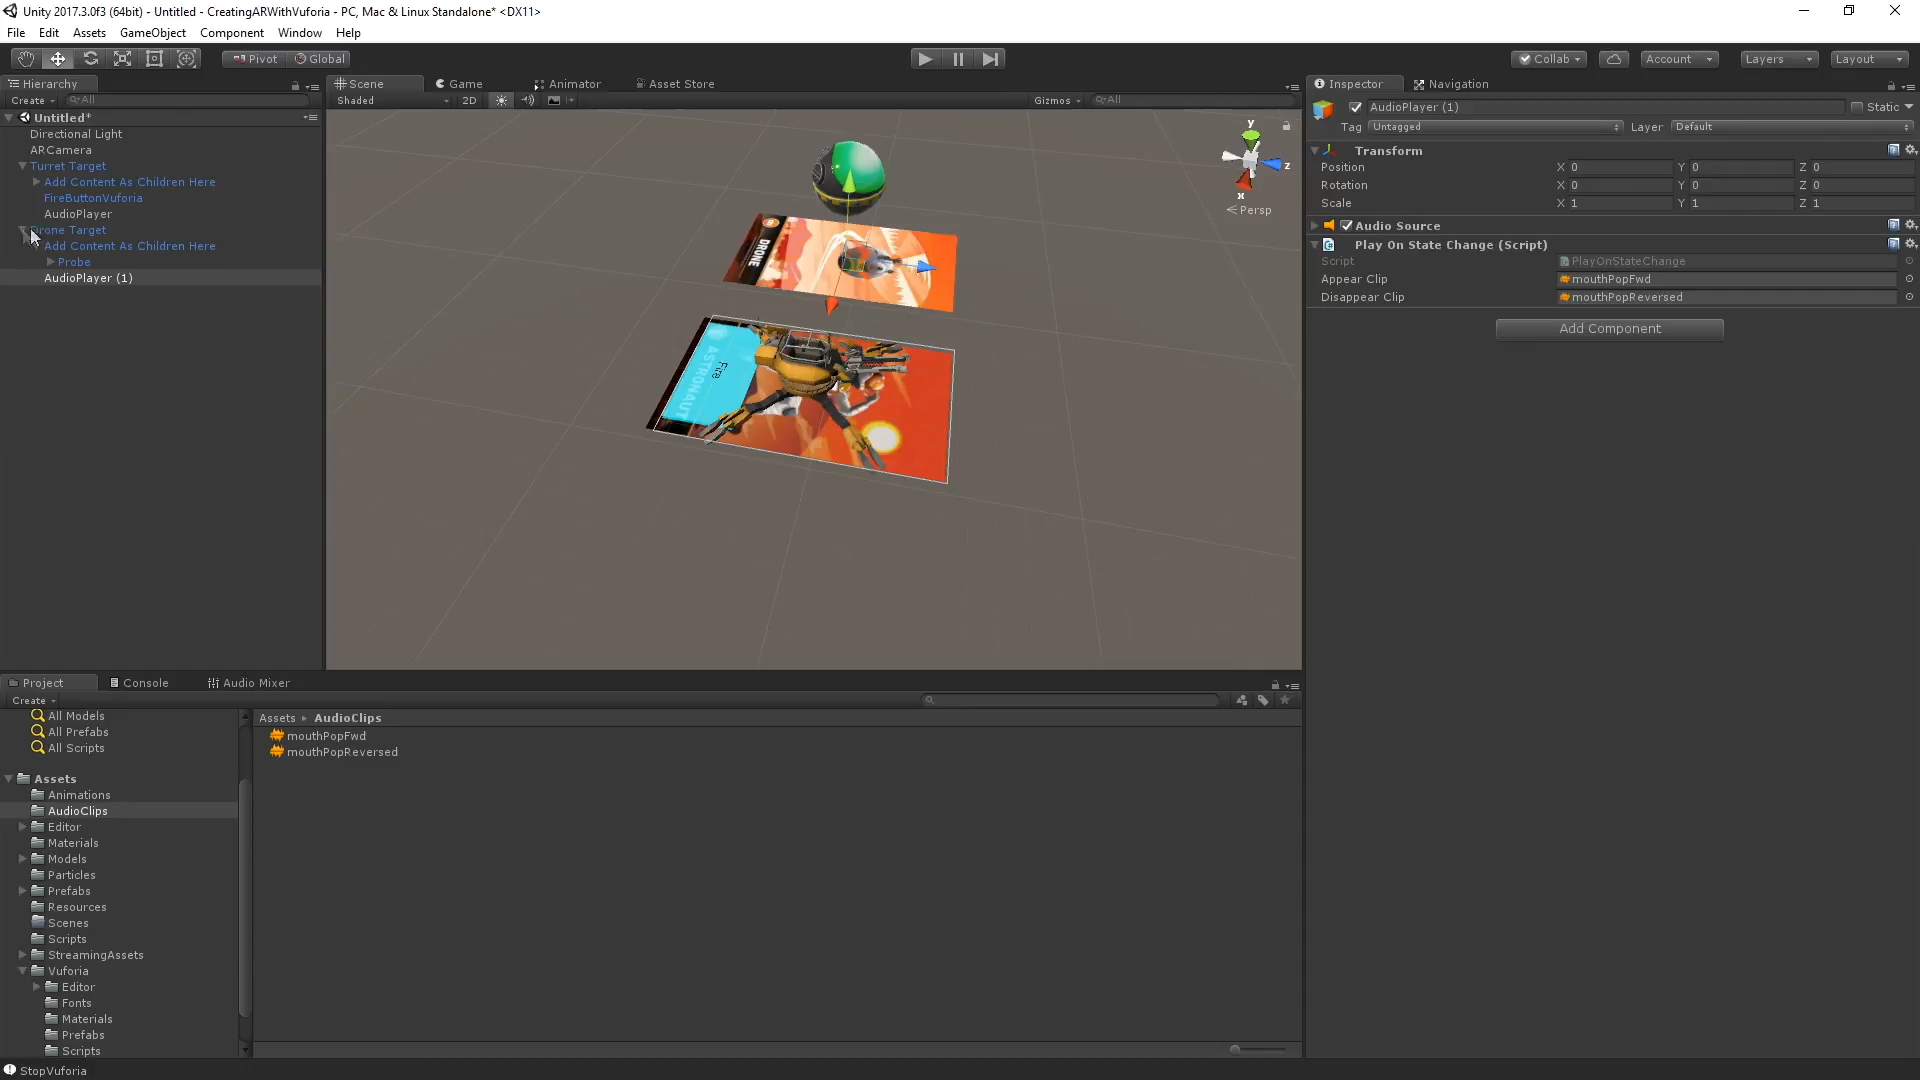 Unity 2017.3.0f3 (64bit) - Untitled - CreatingARWithVuforia - PC, Mac & Linux Standalone* <DX11>
File Edit Assets GameObject Component Window Help
Pivot Global Collab Account Layers Layout
Hierarchy Scene Game Animator Asset Store Inspector Navigation
Create All Shaded 2D Gizmos All AudioPlayer (1) Static
Untitled*
Tag Untagged Layer Default
Directional Light
ARCamera
Turret Target
Add Content As Children Here
FireButtonVuforia
AudioPlayer
Drone Target
Add Content As Children Here
Probe
AudioPlayer (1)
y
z
x
Persp
DRONE
ASTRONAUT
Fire
Transform
Position X 0 Y 0 Z 0
Rotation X 0 Y 0 Z 0
Scale X 1 Y 1 Z 1
Audio Source
Play On State Change (Script)
Script PlayOnStateChange
Appear Clip mouthPopFwd
Disappear Clip mouthPopReversed
Add Component
Project Console Audio Mixer
Create
All Models
All Prefabs
All Scripts
Assets
Animations
AudioClips
Editor
Materials
Models
Particles
Prefabs
Resources
Scenes
Scripts
StreamingAssets
Vuforia
Editor
Fonts
Materials
Prefabs
Scripts
Assets AudioClips
mouthPopFwd
mouthPopReversed
StopVuforia